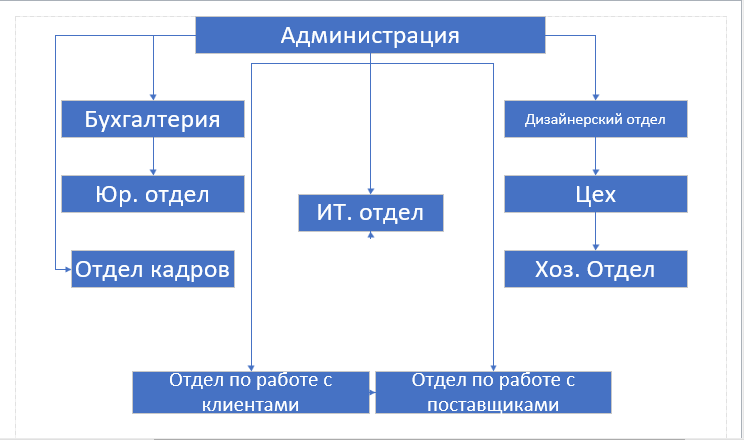 Администрация
Бухгалтерия
Дизайнерский отдел
Юр. отдел
ИТ. отдел
Цех
Отдел кадров
Хоз. Отдел
Отдел по работе с
клиентами
Отдел по работе с
поставщиками